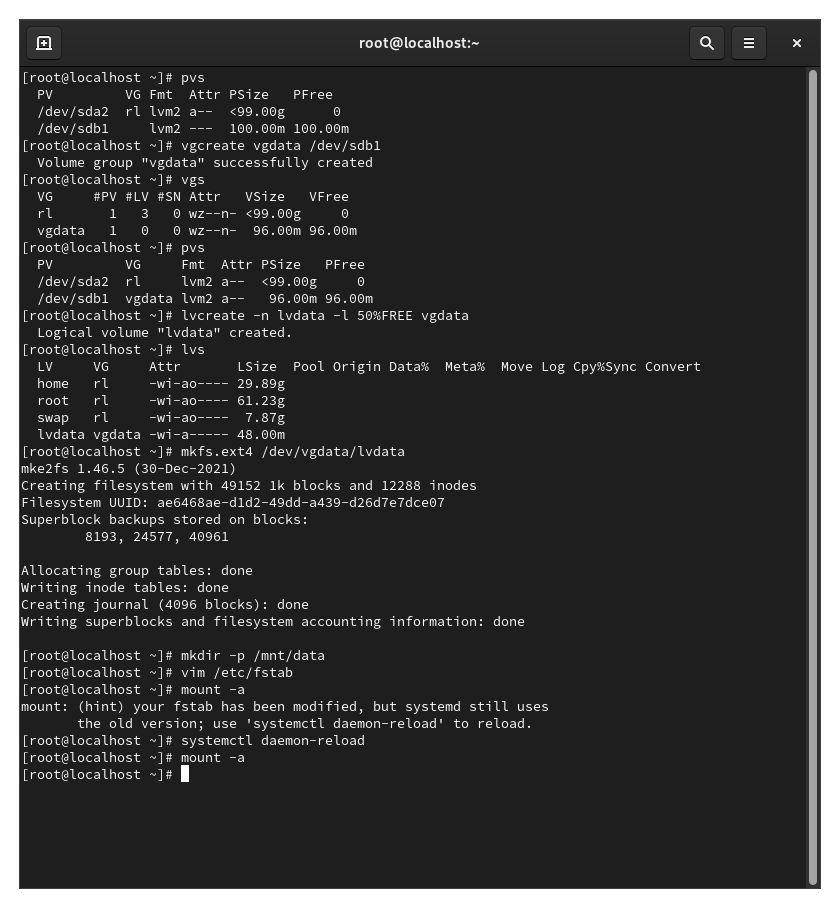 root@localhost:~
[root@localhost ~]# pvs
  PV         VG Fmt  Attr PSize   PFree
  /dev/sda2  rl lvm2 a--  <99.00g      0
  /dev/sdb1     lvm2 ---  100.00m 100.00m
[root@localhost ~]# vgcreate vgdata /dev/sdb1
  Volume group "vgdata" successfully created
[root@localhost ~]# vgs
  VG     #PV #LV #SN Attr   VSize   VFree
  rl       1   3   0 wz--n- <99.00g     0
  vgdata   1   0   0 wz--n-  96.00m 96.00m
[root@localhost ~]# pvs
  PV         VG     Fmt  Attr PSize   PFree
  /dev/sda2  rl     lvm2 a--  <99.00g     0
  /dev/sdb1  vgdata lvm2 a--   96.00m 96.00m
[root@localhost ~]# lvcreate -n lvdata -l 50%FREE vgdata
  Logical volume "lvdata" created.
[root@localhost ~]# lvs
  LV     VG     Attr       LSize  Pool Origin Data%  Meta%  Move Log Cpy%Sync Convert
  home   rl     -wi-ao---- 29.89g
  root   rl     -wi-ao---- 61.23g
  swap   rl     -wi-ao----  7.87g
  lvdata vgdata -wi-a----- 48.00m
[root@localhost ~]# mkfs.ext4 /dev/vgdata/lvdata
mke2fs 1.46.5 (30-Dec-2021)
Creating filesystem with 49152 1k blocks and 12288 inodes
Filesystem UUID: ae6468ae-d1d2-49dd-a439-d26d7e7dce07
Superblock backups stored on blocks:
        8193, 24577, 40961

Allocating group tables: done
Writing inode tables: done
Creating journal (4096 blocks): done
Writing superblocks and filesystem accounting information: done

[root@localhost ~]# mkdir -p /mnt/data
[root@localhost ~]# vim /etc/fstab
[root@localhost ~]# mount -a
mount: (hint) your fstab has been modified, but systemd still uses
       the old version; use 'systemctl daemon-reload' to reload.
[root@localhost ~]# systemctl daemon-reload
[root@localhost ~]# mount -a
[root@localhost ~]#